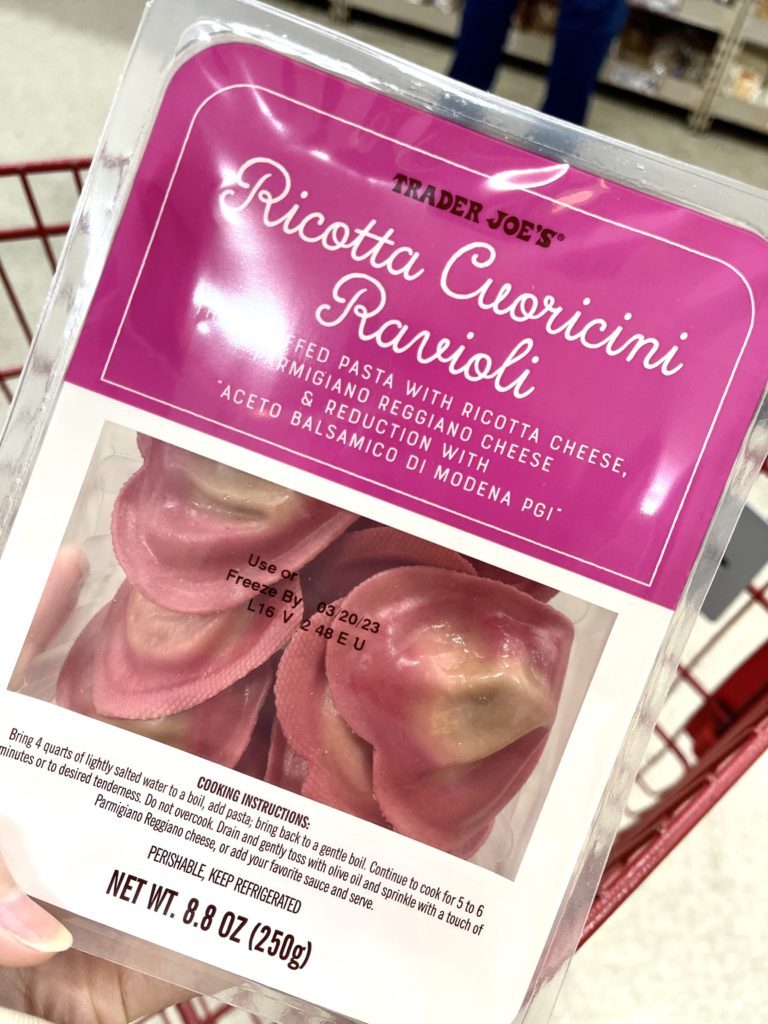 TRADER JOE'S®
Ricotta Cuoricini
Ravioli
PASTA WITH RICOTTA CHEESE,
PARMIGIANO REGGIANO CHEESE
& REDUCTION WITH
"ACETO BALSAMICO DI MODENA PGI"
Use or
Freeze By 03/20/23
L16 V 2 48 E U
COOKING INSTRUCTIONS:
Bring 4 quarts of lightly salted water to a boil, add pasta; bring back to a gentle boil. Continue to cook for 5 to 6
minutes or to desired tenderness. Do not overcook. Drain and gently toss with olive oil and sprinkle with a touch of
Parmigiano Reggiano cheese, or add your favorite sauce and serve.
PERISHABLE, KEEP REFRIGERATED
NET WT. 8.8 OZ (250g)